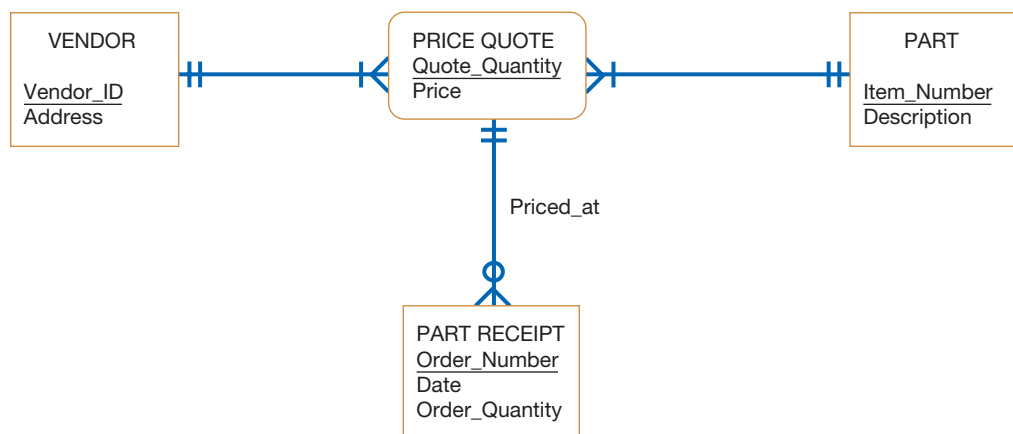 VENDOR
Vendor_ID
Address
PRICE QUOTE
Quote_Quantity
Price
PART
Item_Number
Description
Priced_at
PART RECEIPT
Order_Number
Date
Order_Quantity